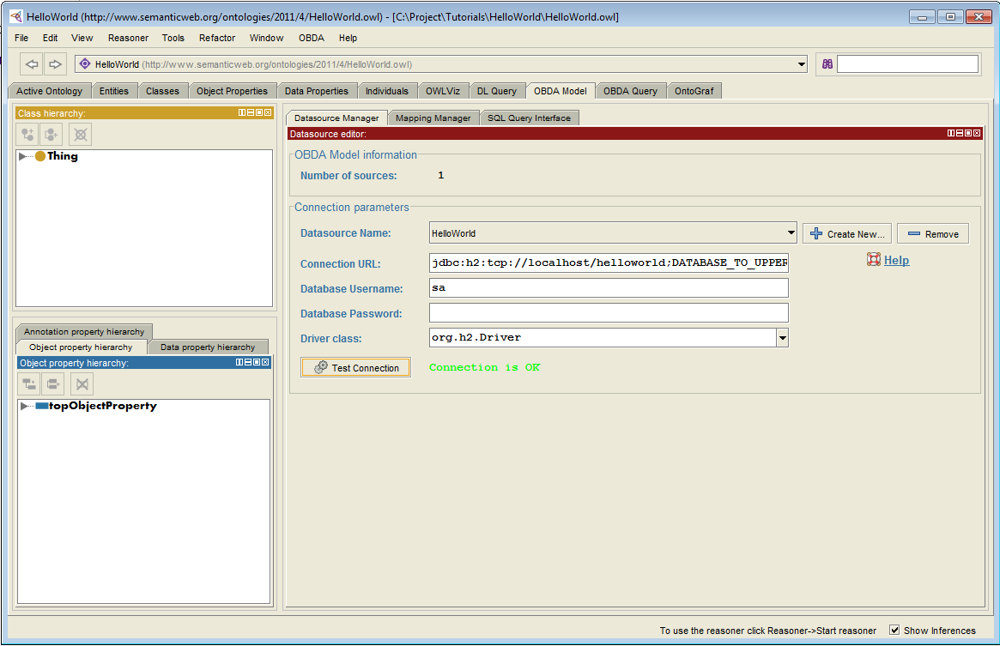 HelloWorld (http://www.semanticweb.org/ontologies/2011/4/HelloWorld.owl) - [C:\Project\Tutorials\HelloWorld\HelloWorld.owl]
File Edit View Reasoner Tools Refactor Window OBDA Help
HelloWorld (http://www.semanticweb.org/ontologies/2011/4/HelloWorld.owl)
Active Ontology Entities Classes Object Properties Data Properties Individuals OWLViz DL Query OBDA Model OBDA Query OntoGraf
Class hierarchy:
Thing
Annotation property hierarchy
Object property hierarchy Data property hierarchy
Object property hierarchy:
topObjectProperty
Datasource Manager Mapping Manager SQL Query Interface
Datasource editor:
OBDA Model information
Number of sources: 1
Connection parameters
Datasource Name: HelloWorld Create New... Remove
Connection URL: jdbc:h2:tcp://localhost/helloworld;DATABASE_TO_UPPER Help
Database Username: sa
Database Password:
Driver class: org.h2.Driver
Test Connection Connection is OK
To use the reasoner click Reasoner->Start reasoner Show Inferences